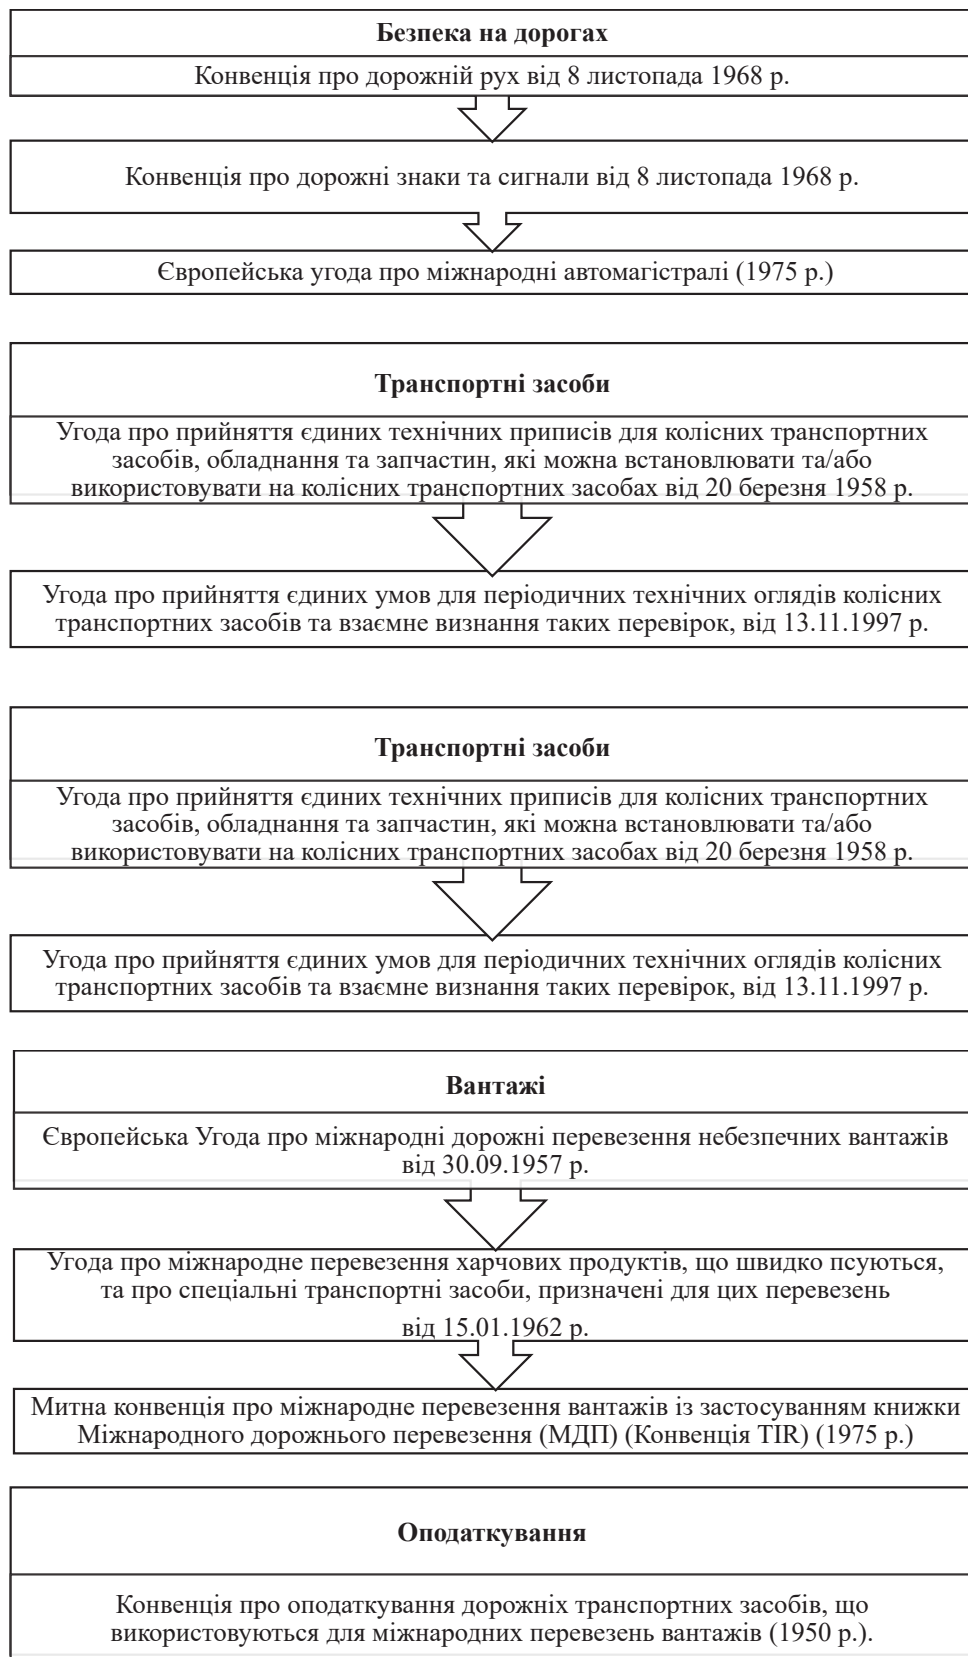 Безпека на дорогах
Конвенція про дорожній рух від 8 листопада 1968 р.
Конвенція про дорожні знаки та сигнали від 8 листопада 1968 р.
Європейська угода про міжнародні автомагістралі (1975 р.)
Транспортні засоби
Угода про прийняття єдиних технічних приписів для колісних транспортних
засобів, обладнання та запчастин, які можна встановлювати та/або
використовувати на колісних транспортних засобах від 20 березня 1958 р.
Угода про прийняття єдиних умов для періодичних технічних оглядів колісних
транспортних засобів та взаємне визнання таких перевірок, від 13.11.1997 р.
Транспортні засоби
Угода про прийняття єдиних технічних приписів для колісних транспортних
засобів, обладнання та запчастин, які можна встановлювати та/або
використовувати на колісних транспортних засобах від 20 березня 1958 р.
Угода про прийняття єдиних умов для періодичних технічних оглядів колісних
транспортних засобів та взаємне визнання таких перевірок, від 13.11.1997 р.
Вантажі
Європейська Угода про міжнародні дорожні перевезення небезпечних вантажів
від 30.09.1957 р.
Угода про міжнародне перевезення харчових продуктів, що швидко псуються,
та про спеціальні транспортні засоби, призначені для цих перевезень
від 15.01.1962 р.
Митна конвенція про міжнародне перевезення вантажів із застосуванням книжки
Міжнародного дорожнього перевезення (МДП) (Конвенція TIR) (1975 р.)
Оподаткування
Конвенція про оподаткування дорожніх транспортних засобів, що
використовуються для міжнародних перевезень вантажів (1950 р.).